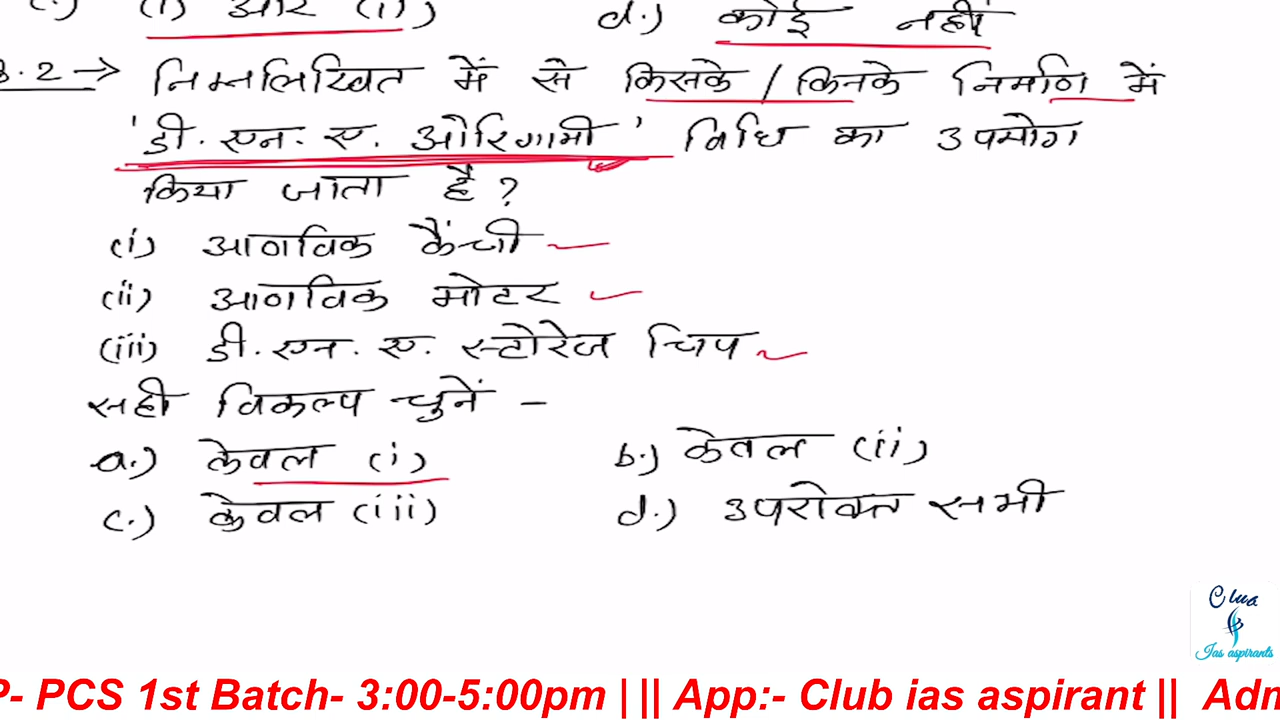 (i) और (ii) d.) कोई नहीं
. 2 → निम्नलिखित में से किसके / किनके निर्माण में
'डी. एन. ए. ओरिगामी' विधि का उपयोग
किया जाता है?
(i) आणविक कैंची
(ii) आणविक मोटर
(iii) डी. एन. ए. स्टोरेज चिप
सही विकल्प चुनें -
a.) केवल (i) b.) केवल (ii)
c.) केवल (iii) d.) उपरोक्त सभी
Club
Ias aspirants
P- PCS 1st Batch- 3:00-5:00pm | || App:- Club ias aspirant || Adn